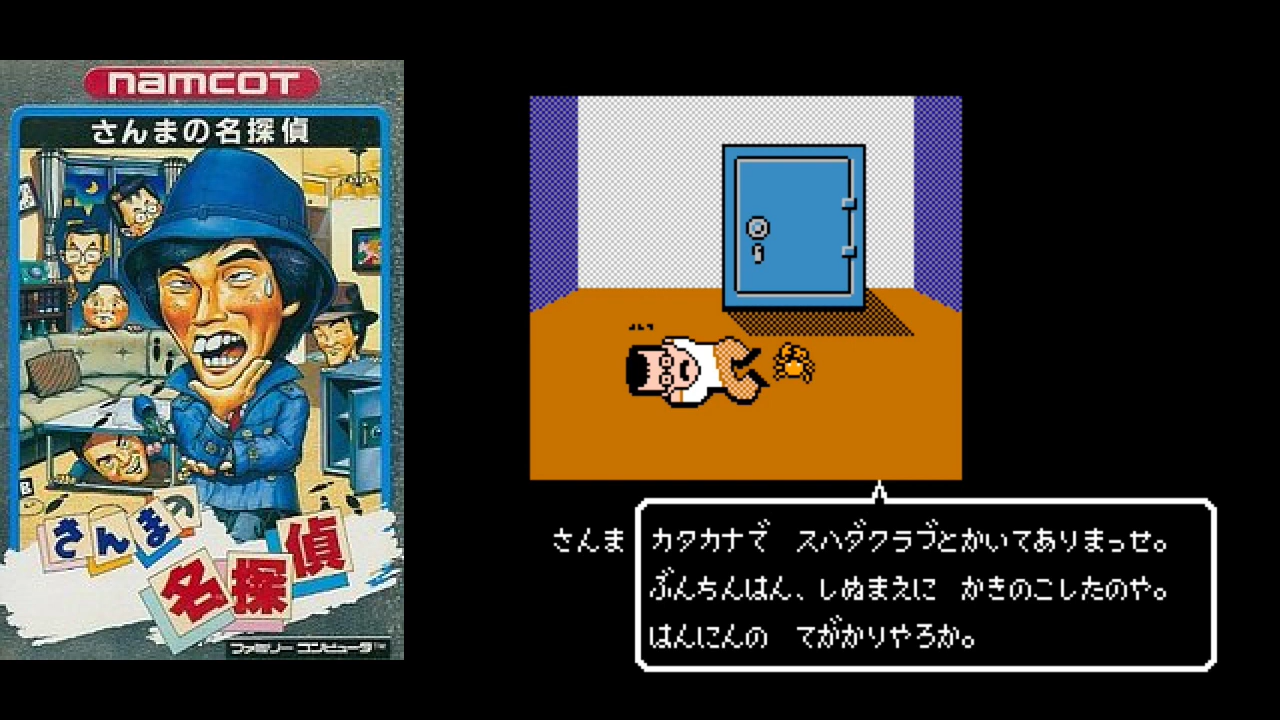 namcot
さんまの名探偵
さんまの
名探偵
ファミリーコンピュータ™
さんま
カタカナで スハダクラブとかいてありまっせ。
ぶんちんはん、しぬまえに かきのこしたのや。
はんにんの てがかりやろか。